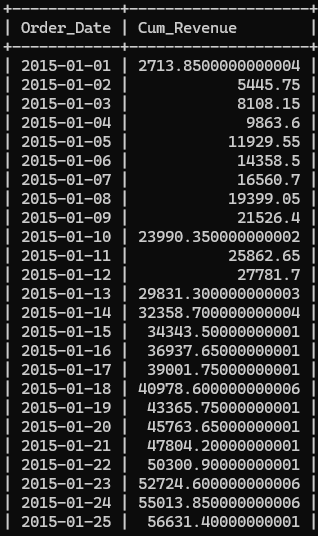 +------------+--------------------+
| Order_Date | Cum_Revenue        |
+------------+--------------------+
| 2015-01-01 | 2713.8500000000004 |
| 2015-01-02 |            5445.75 |
| 2015-01-03 |            8108.15 |
| 2015-01-04 |             9863.6 |
| 2015-01-05 |           11929.55 |
| 2015-01-06 |            14358.5 |
| 2015-01-07 |            16560.7 |
| 2015-01-08 |           19399.05 |
| 2015-01-09 |            21526.4 |
| 2015-01-10 | 23990.350000000002 |
| 2015-01-11 |           25862.65 |
| 2015-01-12 |            27781.7 |
| 2015-01-13 | 29831.300000000003 |
| 2015-01-14 | 32358.700000000004 |
| 2015-01-15 |  34343.50000000001 |
| 2015-01-16 |  36937.65000000001 |
| 2015-01-17 |  39001.75000000001 |
| 2015-01-18 | 40978.600000000006 |
| 2015-01-19 |  43365.75000000001 |
| 2015-01-20 |  45763.65000000001 |
| 2015-01-21 |  47804.20000000001 |
| 2015-01-22 |  50300.90000000001 |
| 2015-01-23 | 52724.600000000006 |
| 2015-01-24 | 55013.850000000006 |
| 2015-01-25 |  56631.40000000001 |